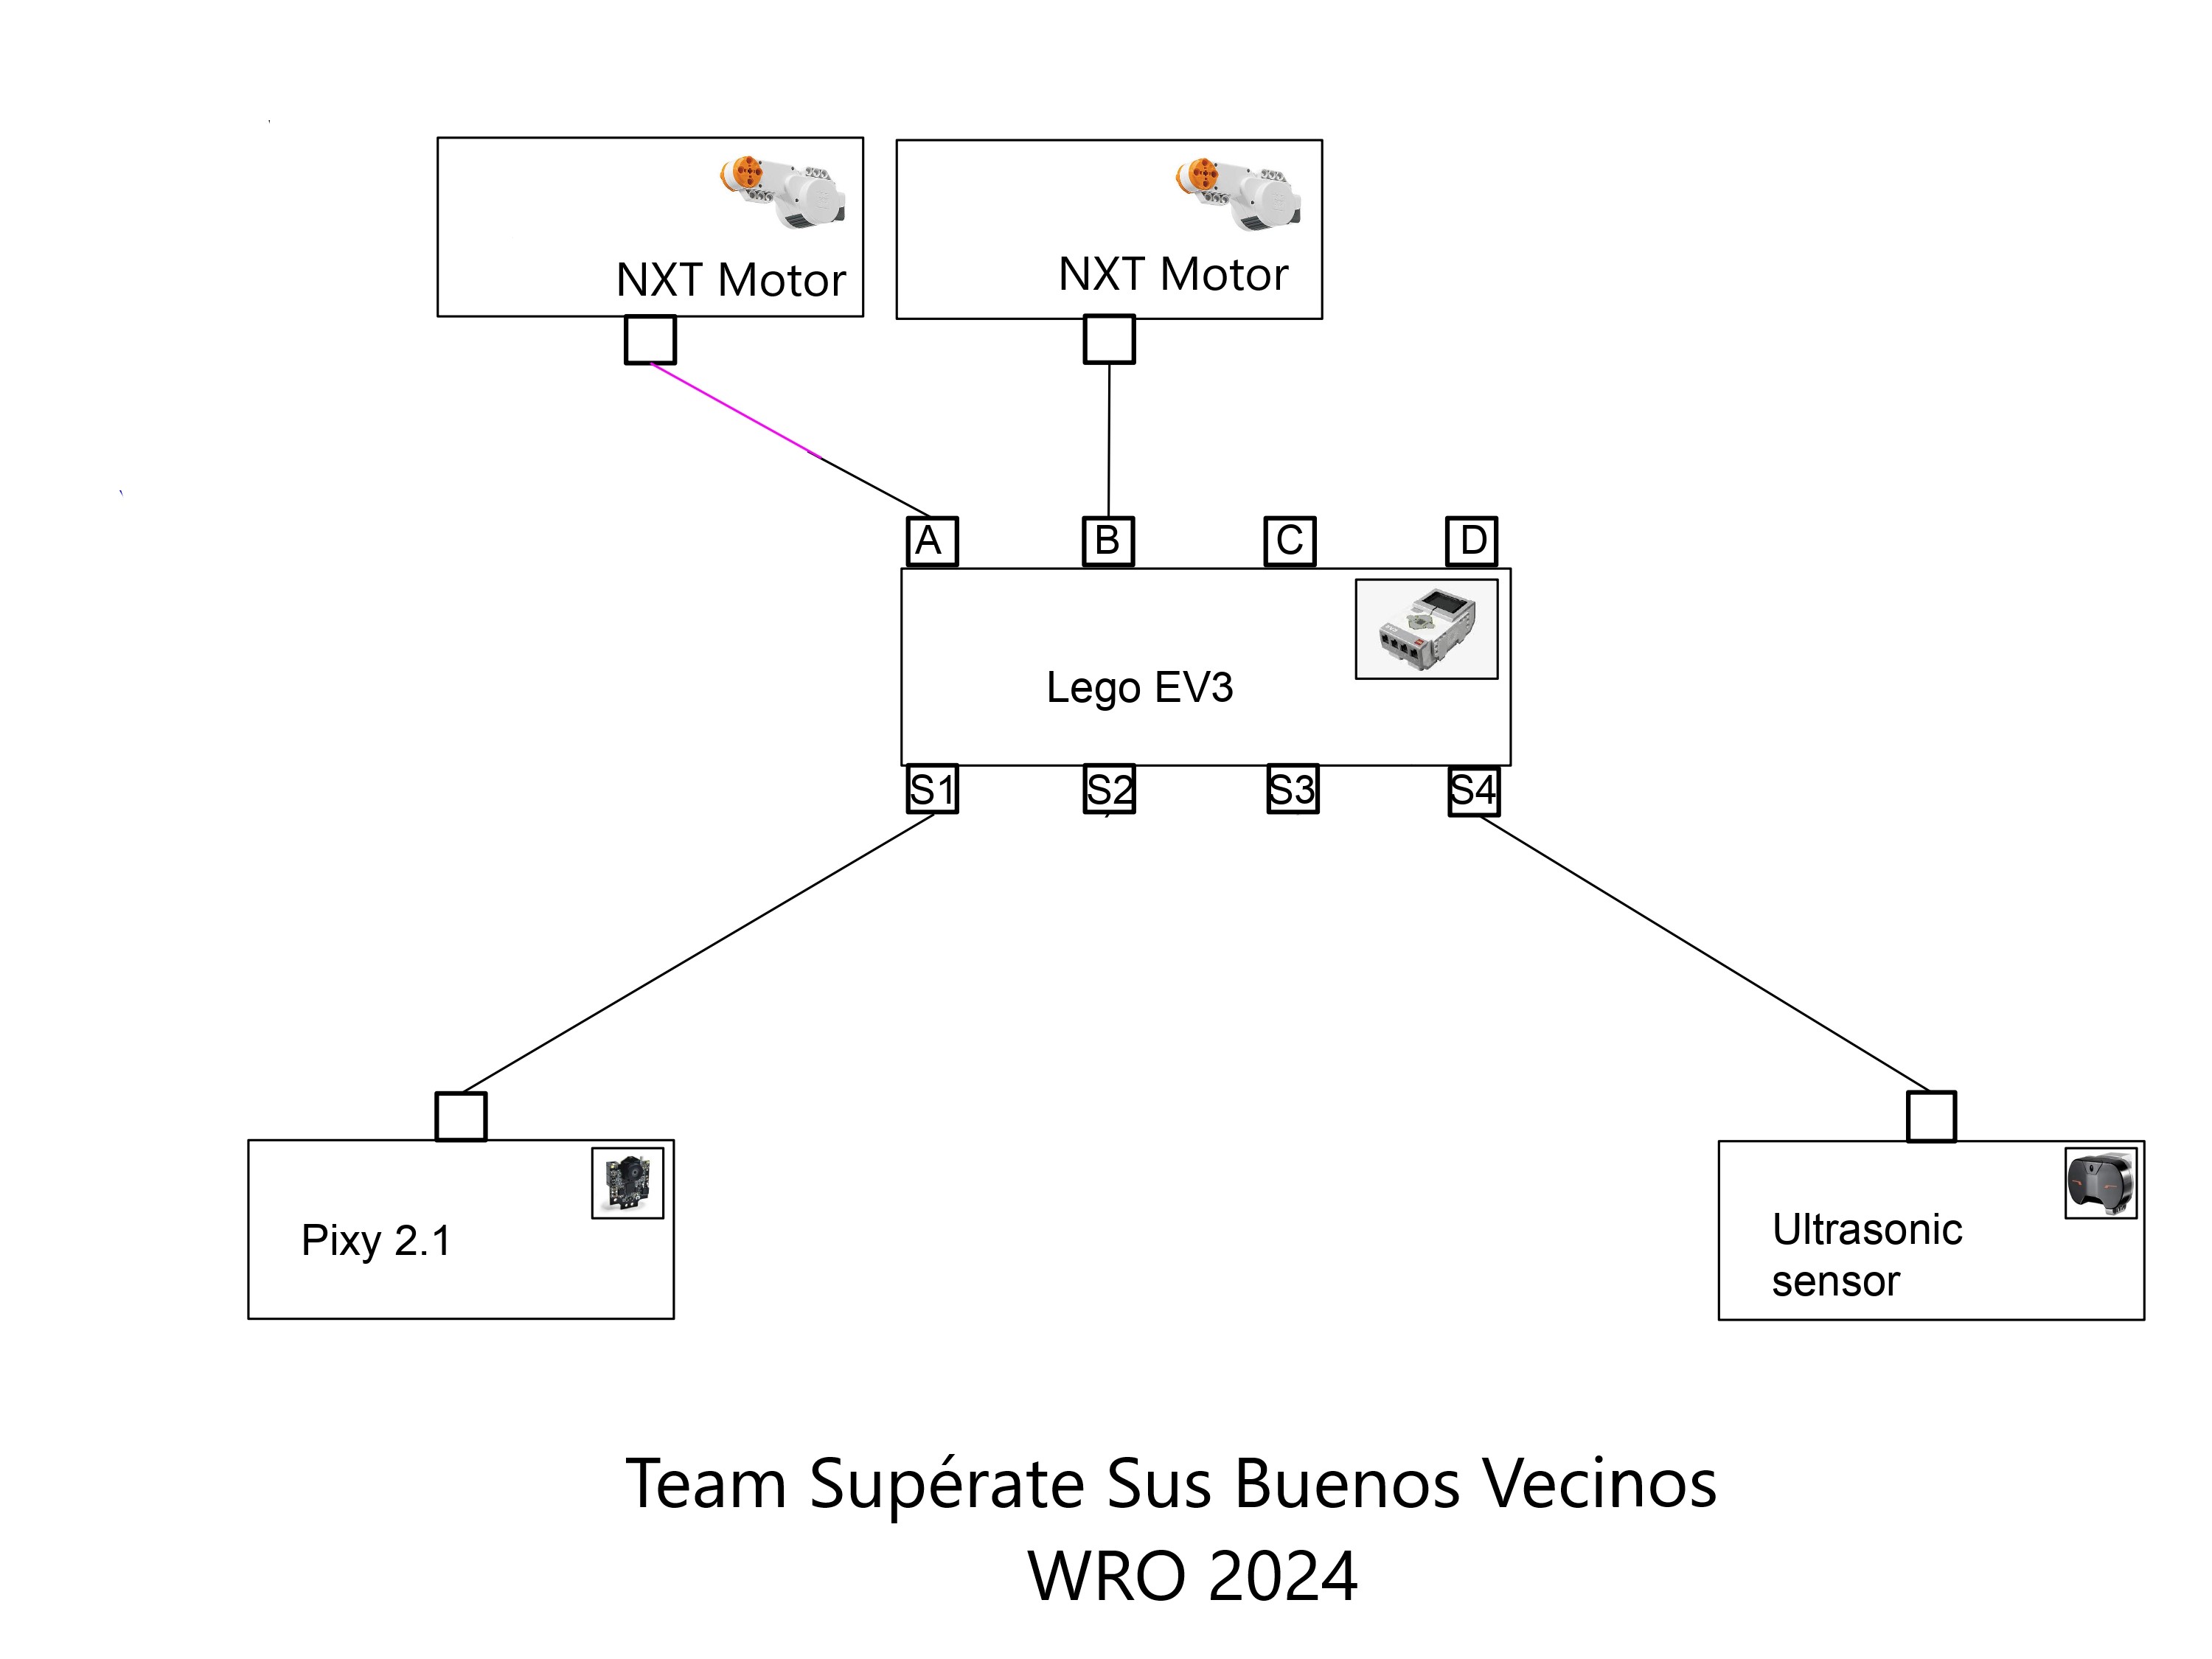 NXT Motor
NXT Motor
A
B
C
D
Lego EV3
S1
S2
S3
S4
Pixy 2.1
Ultrasonic
sensor
Team Supérate Sus Buenos Vecinos
WRO 2024